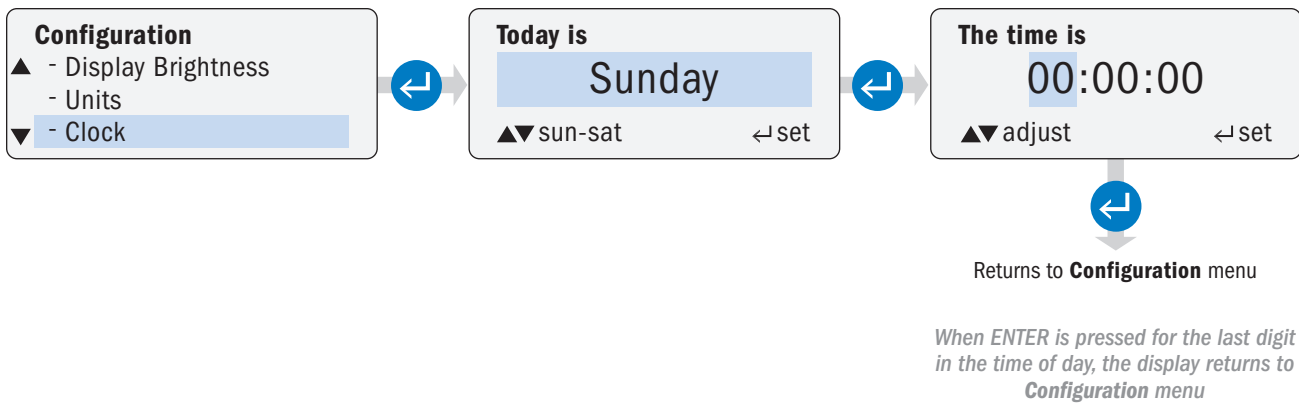 Configuration
▲ - Display Brightness
- Units
▼ - Clock
Today is
Sunday
▲▼ sun-sat ↵ set
The time is
00:00:00
▲▼ adjust ↵ set
Returns to Configuration menu
When ENTER is pressed for the last digit
in the time of day, the display returns to
Configuration menu